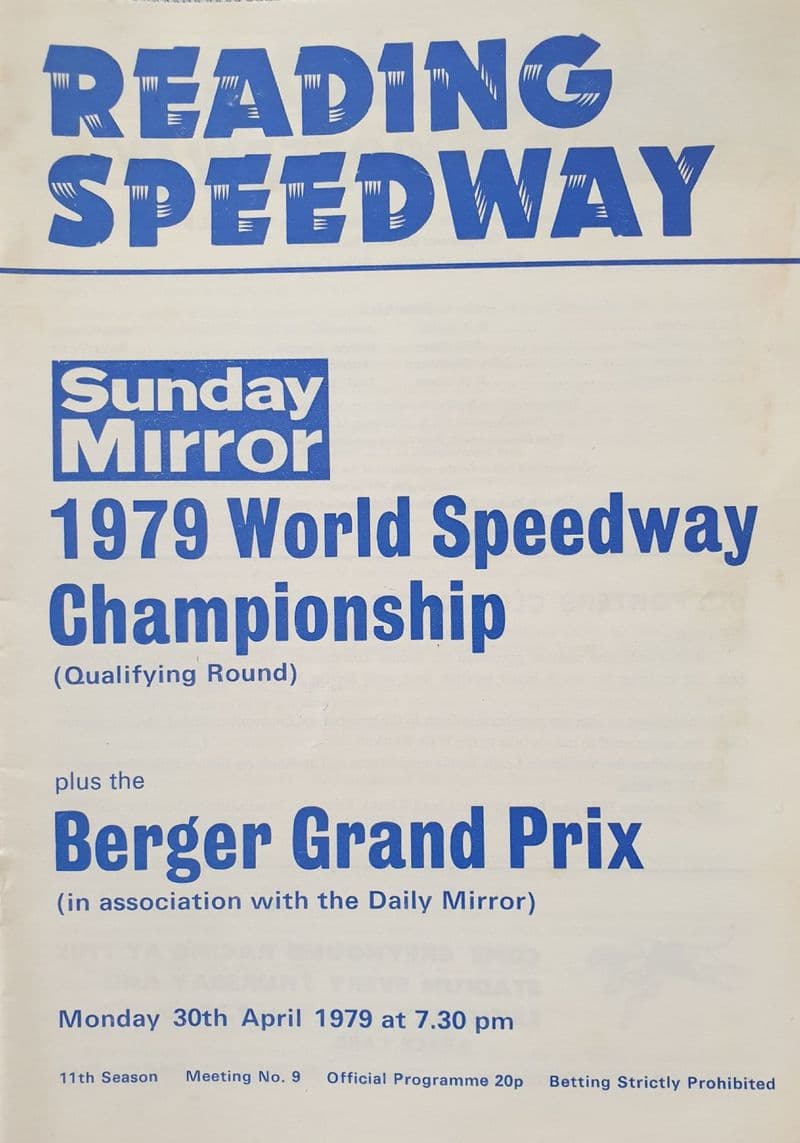 READING
SPEEDWAY
Sunday
Mirror
1979 World Speedway
Championship
(Qualifying Round)
plus the
Berger Grand Prix
(in association with the Daily Mirror)
Monday 30th April 1979 at 7.30 pm
11th Season Meeting No. 9 Official Programme 20p Betting Strictly Prohibited